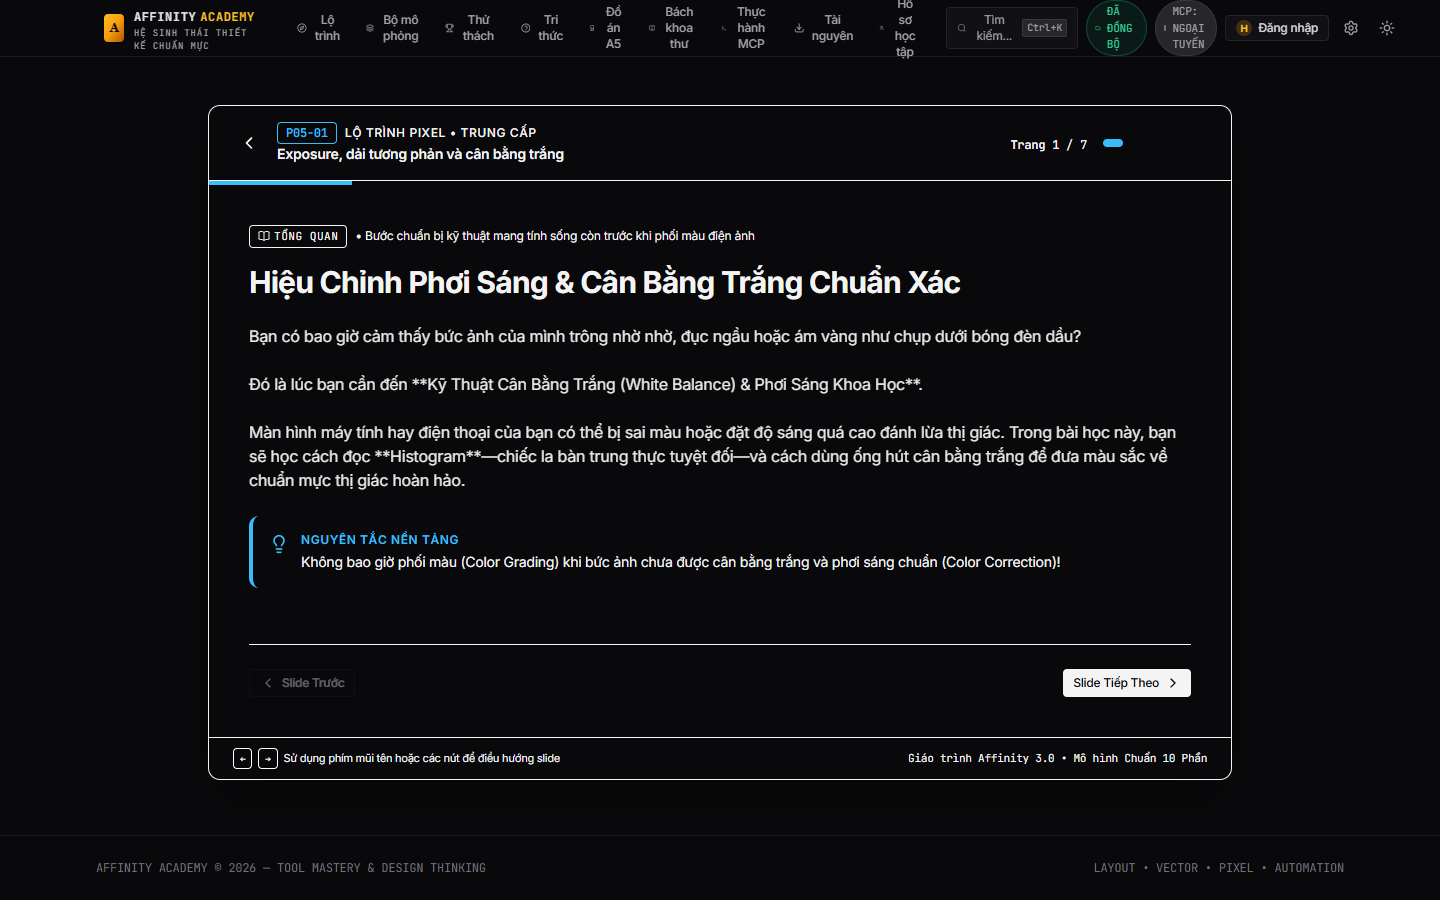 A
AFFINITY ACADEMY
HỆ SINH THÁI THIẾT
KẾ CHUẨN MỰC
Lộ
trình
Bộ mô
phỏng
Thử
thách
Tri
thức
Đồ
án
A5
Bách
khoa
thư
Thực
hành
MCP
Tài
nguyên
Hồ
sơ
học
tập
Tìm
kiếm...
Ctrl+K
ĐÃ
ĐỒNG
BỘ
MCP:
NGOẠI
TUYẾN
H
Đăng nhập
P05-01 LỘ TRÌNH PIXEL • TRUNG CẤP
Exposure, dải tương phản và cân bằng trắng
Trang 1 / 7
TỔNG QUAN • Bước chuẩn bị kỹ thuật mang tính sống còn trước khi phối màu điện ảnh
Hiệu Chỉnh Phơi Sáng & Cân Bằng Trắng Chuẩn Xác
Bạn có bao giờ cảm thấy bức ảnh của mình trông nhờ nhờ, đục ngầu hoặc ám vàng như chụp dưới bóng đèn dầu?
Đó là lúc bạn cần đến **Kỹ Thuật Cân Bằng Trắng (White Balance) & Phơi Sáng Khoa Học**.
Màn hình máy tính hay điện thoại của bạn có thể bị sai màu hoặc đặt độ sáng quá cao đánh lừa thị giác. Trong bài học này, bạn
sẽ học cách đọc **Histogram**—chiếc la bàn trung thực tuyệt đối—và cách dùng ống hút cân bằng trắng để đưa màu sắc về
chuẩn mực thị giác hoàn hảo.
NGUYÊN TẮC NỀN TẢNG
Không bao giờ phối màu (Color Grading) khi bức ảnh chưa được cân bằng trắng và phơi sáng chuẩn (Color Correction)!
Slide Trước
Slide Tiếp Theo
← → Sử dụng phím mũi tên hoặc các nút để điều hướng slide
Giáo trình Affinity 3.0 • Mô hình Chuẩn 10 Phần
AFFINITY ACADEMY © 2026 — TOOL MASTERY & DESIGN THINKING
LAYOUT • VECTOR • PIXEL • AUTOMATION